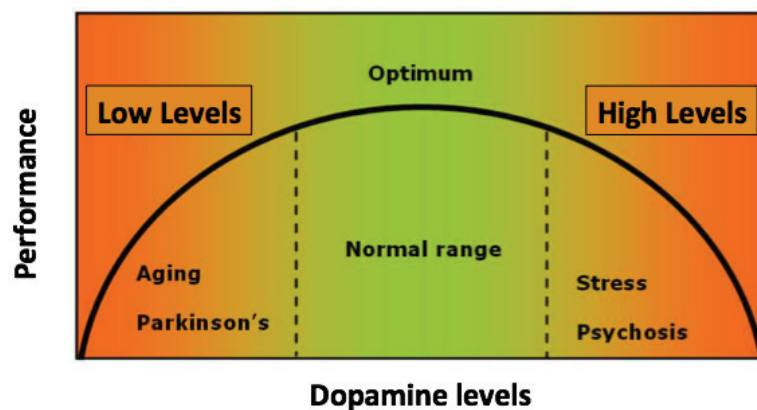 Optimum
Low Levels
High Levels
Performance
Normal range
Aging
Parkinson's
Stress
Psychosis
Dopamine levels